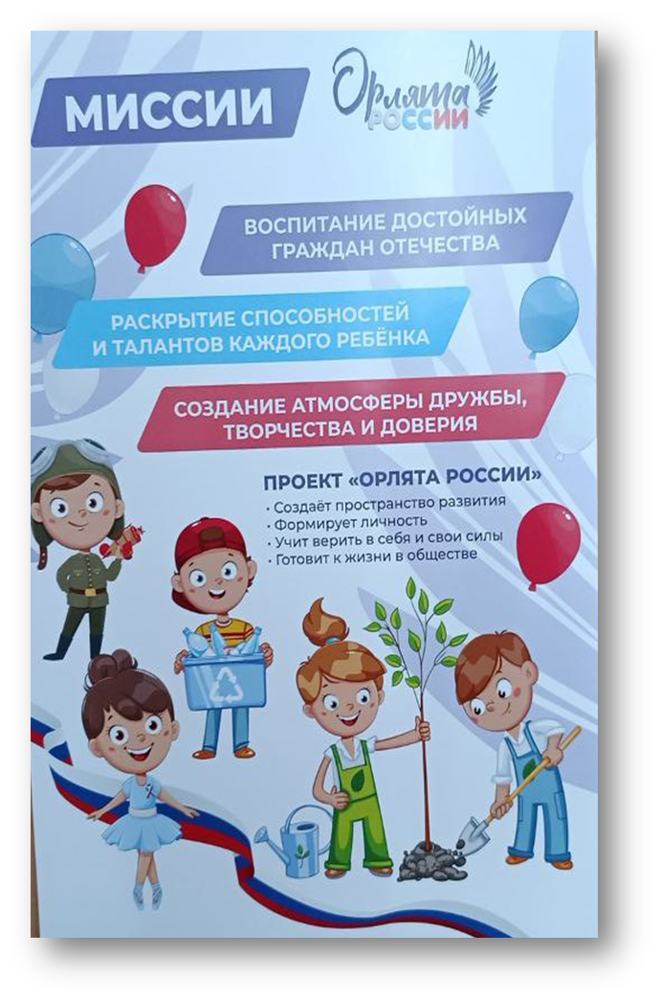 МИССИИ
Орлята
РОССИИ
ВОСПИТАНИЕ ДОСТОЙНЫХ
ГРАЖДАН ОТЕЧЕСТВА
РАСКРЫТИЕ СПОСОБНОСТЕЙ
И ТАЛАНТОВ КАЖДОГО РЕБЁНКА
СОЗДАНИЕ АТМОСФЕРЫ ДРУЖБЫ,
ТВОРЧЕСТВА И ДОВЕРИЯ
ПРОЕКТ «ОРЛЯТА РОССИИ»
• Создаёт пространство развития
• Формирует личность
• Учит верить в себя и свои силы
• Готовит к жизни в обществе